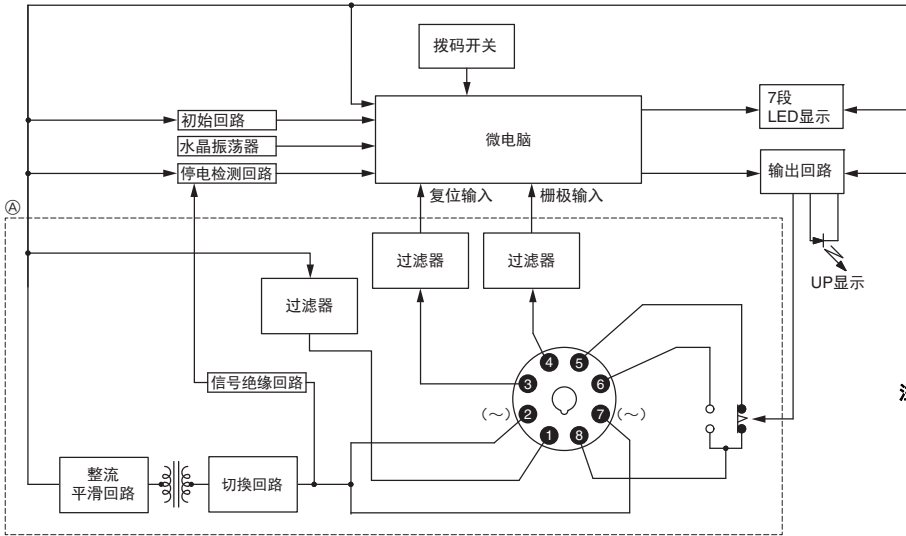 拨码开关
7段
LED显示
初始回路
水晶振荡器
停电检测回路
微电脑
输出回路
复位输入
栅极输入
Ⓐ
过滤器
过滤器
过滤器
UP显示
信号绝缘回路
4
5
3
6
(～)
2
7
(～)
1
8
整流
平滑回路
切换回路